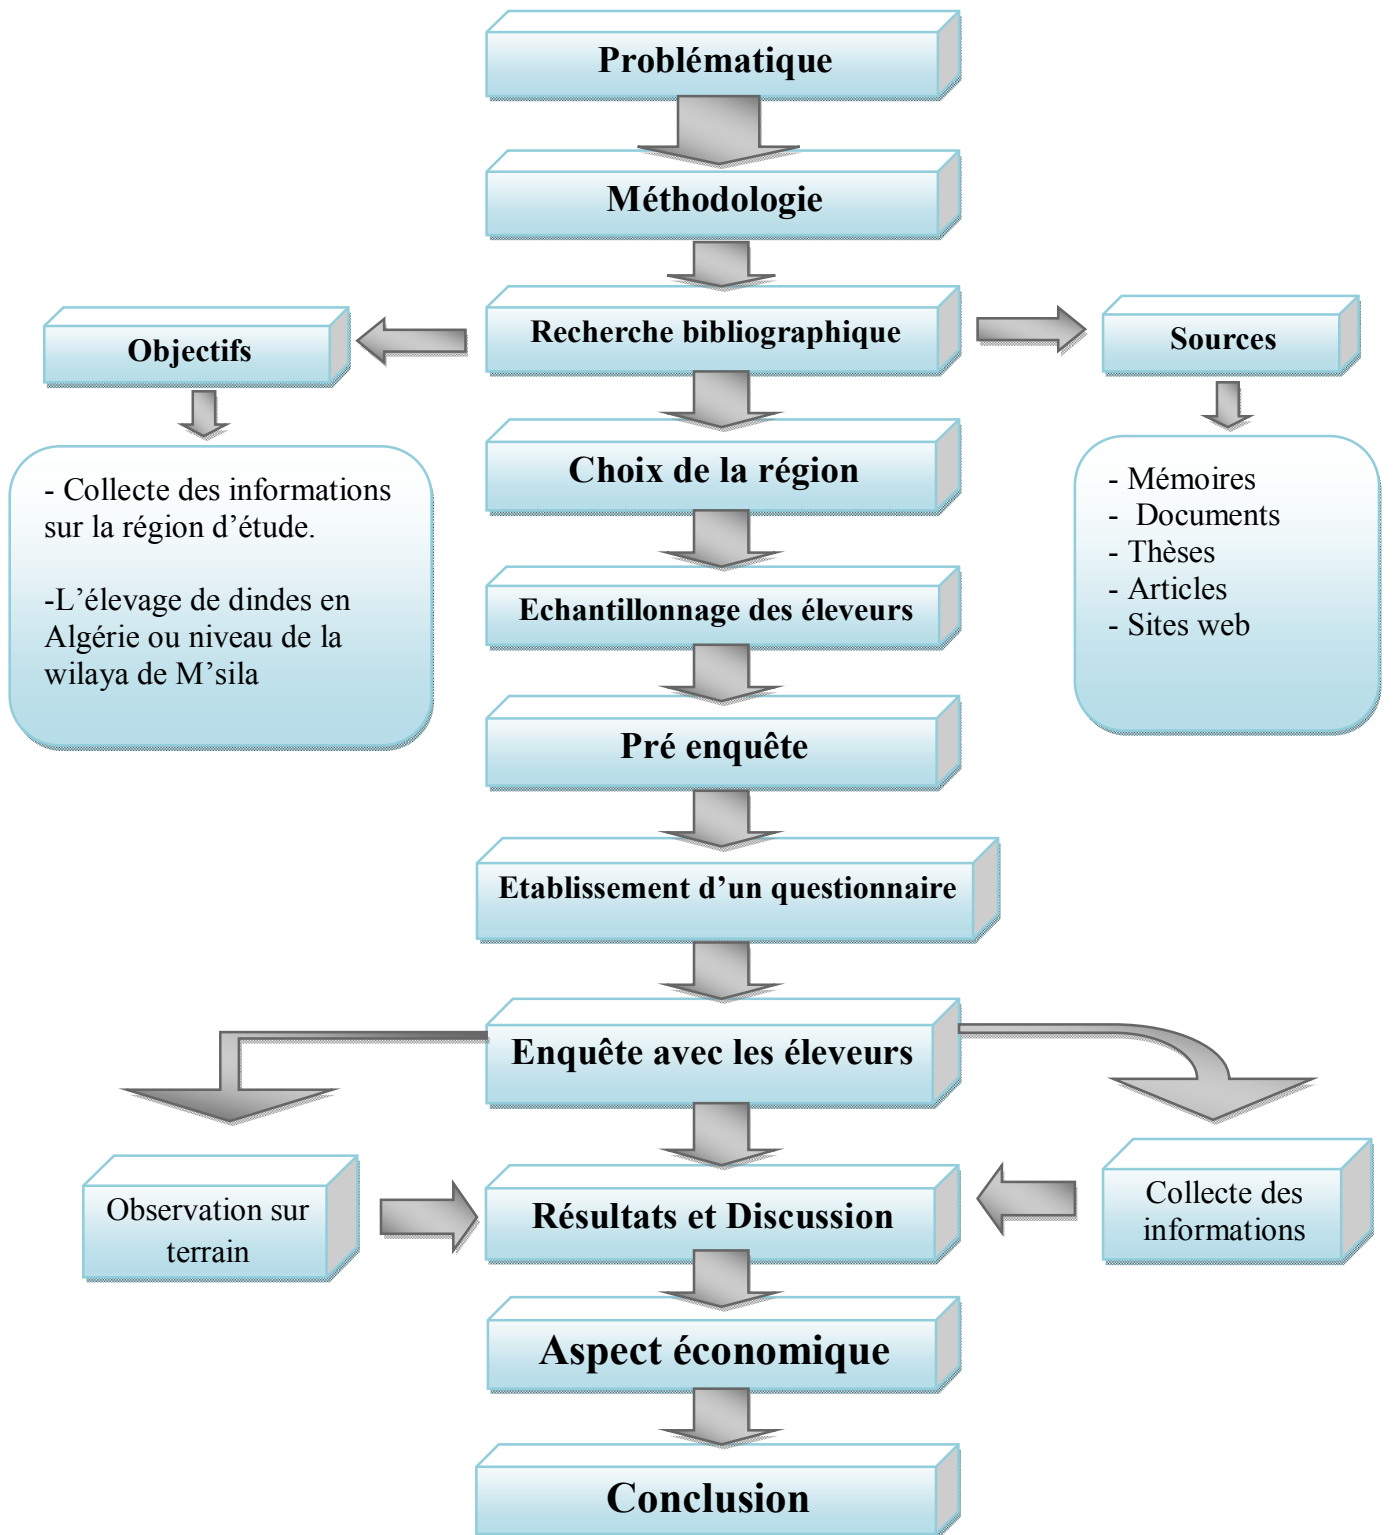 Problématique
Méthodologie
Recherche bibliographique
Objectifs
Sources
- Collecte des informations
sur la région d’étude.
-L’élevage de dindes en
Algérie ou niveau de la
wilaya de M’sila
- Mémoires
-  Documents
- Thèses
- Articles
- Sites web
Choix de la région
Echantillonnage des éleveurs
Pré enquête
Etablissement d’un questionnaire
Enquête avec les éleveurs
Observation sur
terrain
Résultats et Discussion
Collecte des
informations
Aspect économique
Conclusion